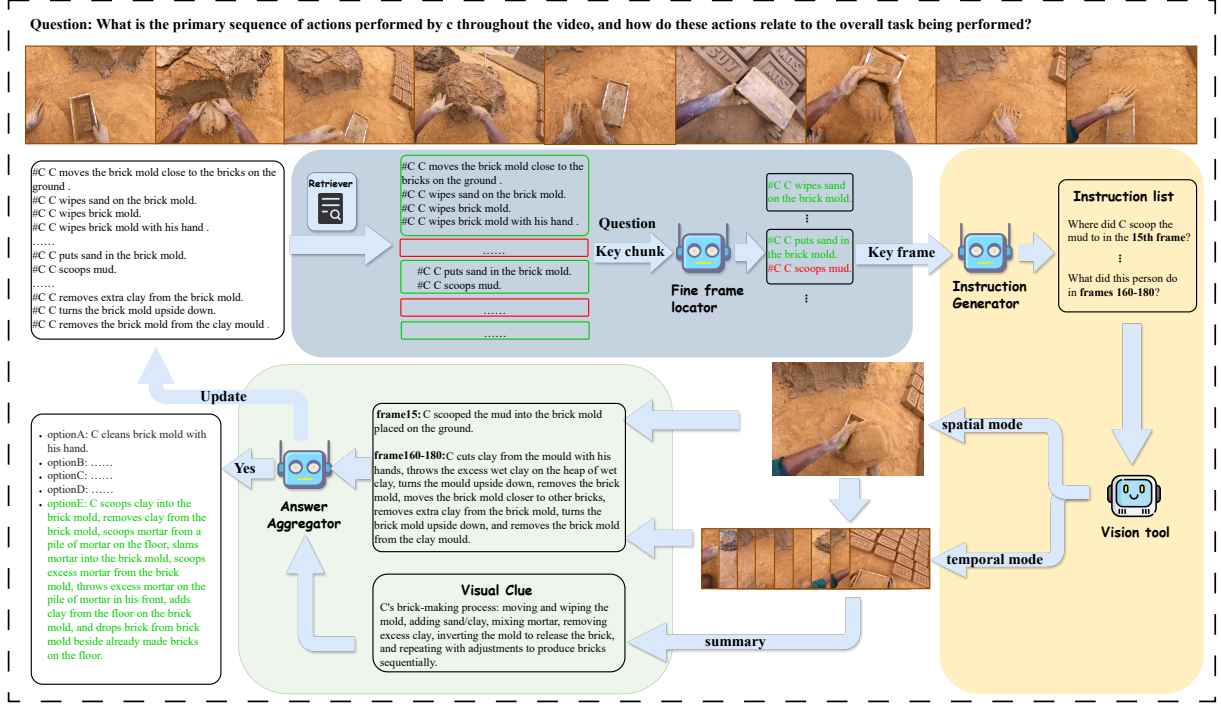 Question: What is the primary sequence of actions performed by c throughout the video, and how do these actions relate to the overall task being performed?
#C C moves the brick mold close to the bricks on the
ground .
#C C wipes sand on the brick mold.
#C C wipes brick mold.
#C C wipes brick mold with his hand .
......
#C C puts sand in the brick mold.
#C C scoops mud.
......
#C C removes extra clay from the brick mold.
#C C turns the brick mold upside down.
#C C removes the brick mold from the clay mould .
Retriever
#C C moves the brick mold close to the
bricks on the ground .
#C C wipes sand on the brick mold.
#C C wipes brick mold.
#C C wipes brick mold with his hand .
......
#C C puts sand in the brick mold.
#C C scoops mud.
......
......
Question
Key chunk
Fine frame
locator
#C C wipes sand
on the brick mold.
#C C puts sand in
the brick mold.
#C C scoops mud.
Key frame
Instruction
Generator
Instruction list
Where did C scoop the
mud to in the 15th frame?
What did this person do
in frames 160-180?
Vision tool
spatial mode
temporal mode
summary
frame15: C scooped the mud into the brick mold
placed on the ground.
frame160-180:C cuts clay from the mould with his
hands, throws the excess wet clay on the heap of wet
clay, turns the mould upside down, removes the brick
mold, moves the brick mold closer to other bricks,
removes extra clay from the brick mold, turns the
brick mold upside down, and removes the brick mold
from the clay mould.
Visual Clue
C's brick-making process: moving and wiping the
mold, adding sand/clay, mixing mortar, removing
excess clay, inverting the mold to release the brick,
and repeating with adjustments to produce bricks
sequentially.
Answer
Aggregator
Update
Yes
• optionA: C cleans brick mold with
his hand.
• optionB: ......
• optionC: ......
• optionD: ......
• optionE: C scoops clay into the
brick mold, removes clay from the
brick mold, scoops mortar from a
pile of mortar on the floor, slams
mortar into the brick mold, scoops
excess mortar from the brick
mold, throws excess mortar on the
pile of mortar in his front, adds
clay from the floor on the brick
mold, and drops brick from brick
mold beside already made bricks
on the floor.